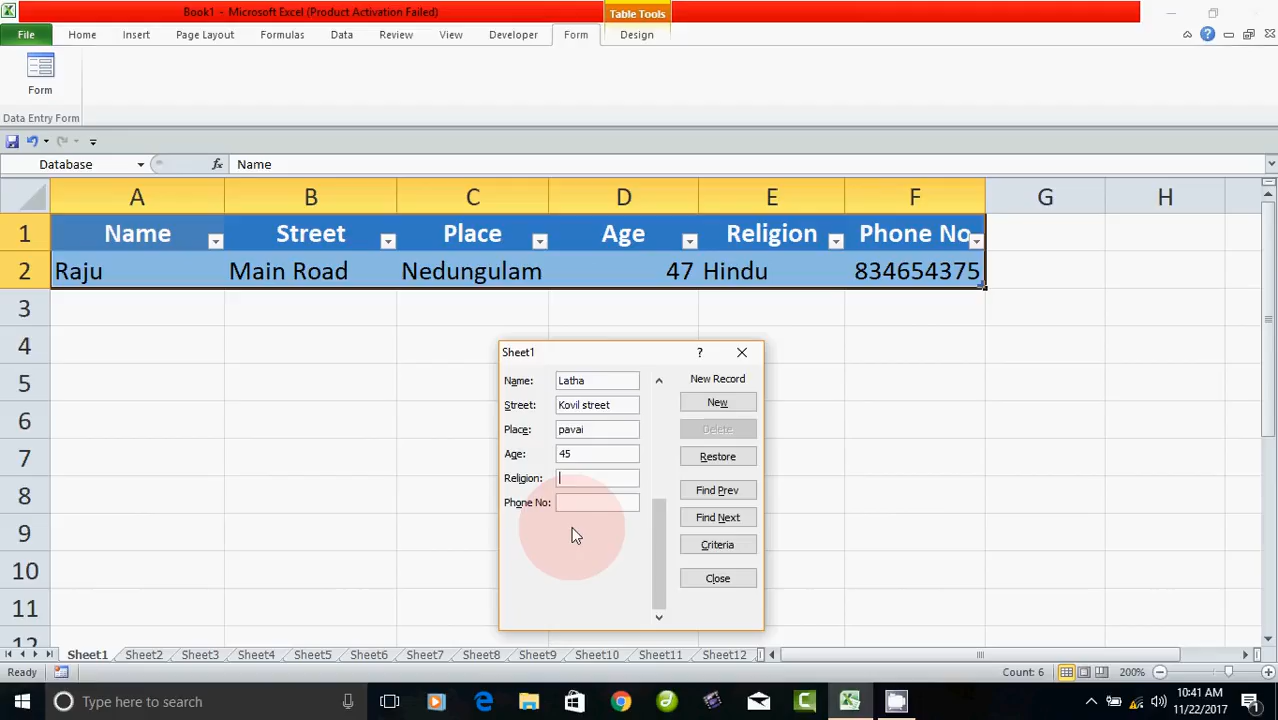 Book1 - Microsoft Excel (Product Activation Failed)
Table Tools
File Home Insert Page Layout Formulas Data Review View Developer Form Design
Form
Data Entry Form
Database fx Name
A B C D E F G H
1 Name Street Place Age Religion Phone No
2 Raju Main Road Nedungulam 47 Hindu 834654375
3
4
5
6
7
8
9
10
11
12
Sheet1 ?
Name: Latha New Record
New
Street: Kovil street
Place: pavai Delete
Age: 45 Restore
Religion:
Find Prev
Phone No:
Find Next
Criteria
Close
Sheet1 Sheet2 Sheet3 Sheet4 Sheet5 Sheet6 Sheet7 Sheet8 Sheet9 Sheet10 Sheet11 Sheet12
Ready Count: 6 200%
Type here to search
10:41 AM
11/22/2017
1